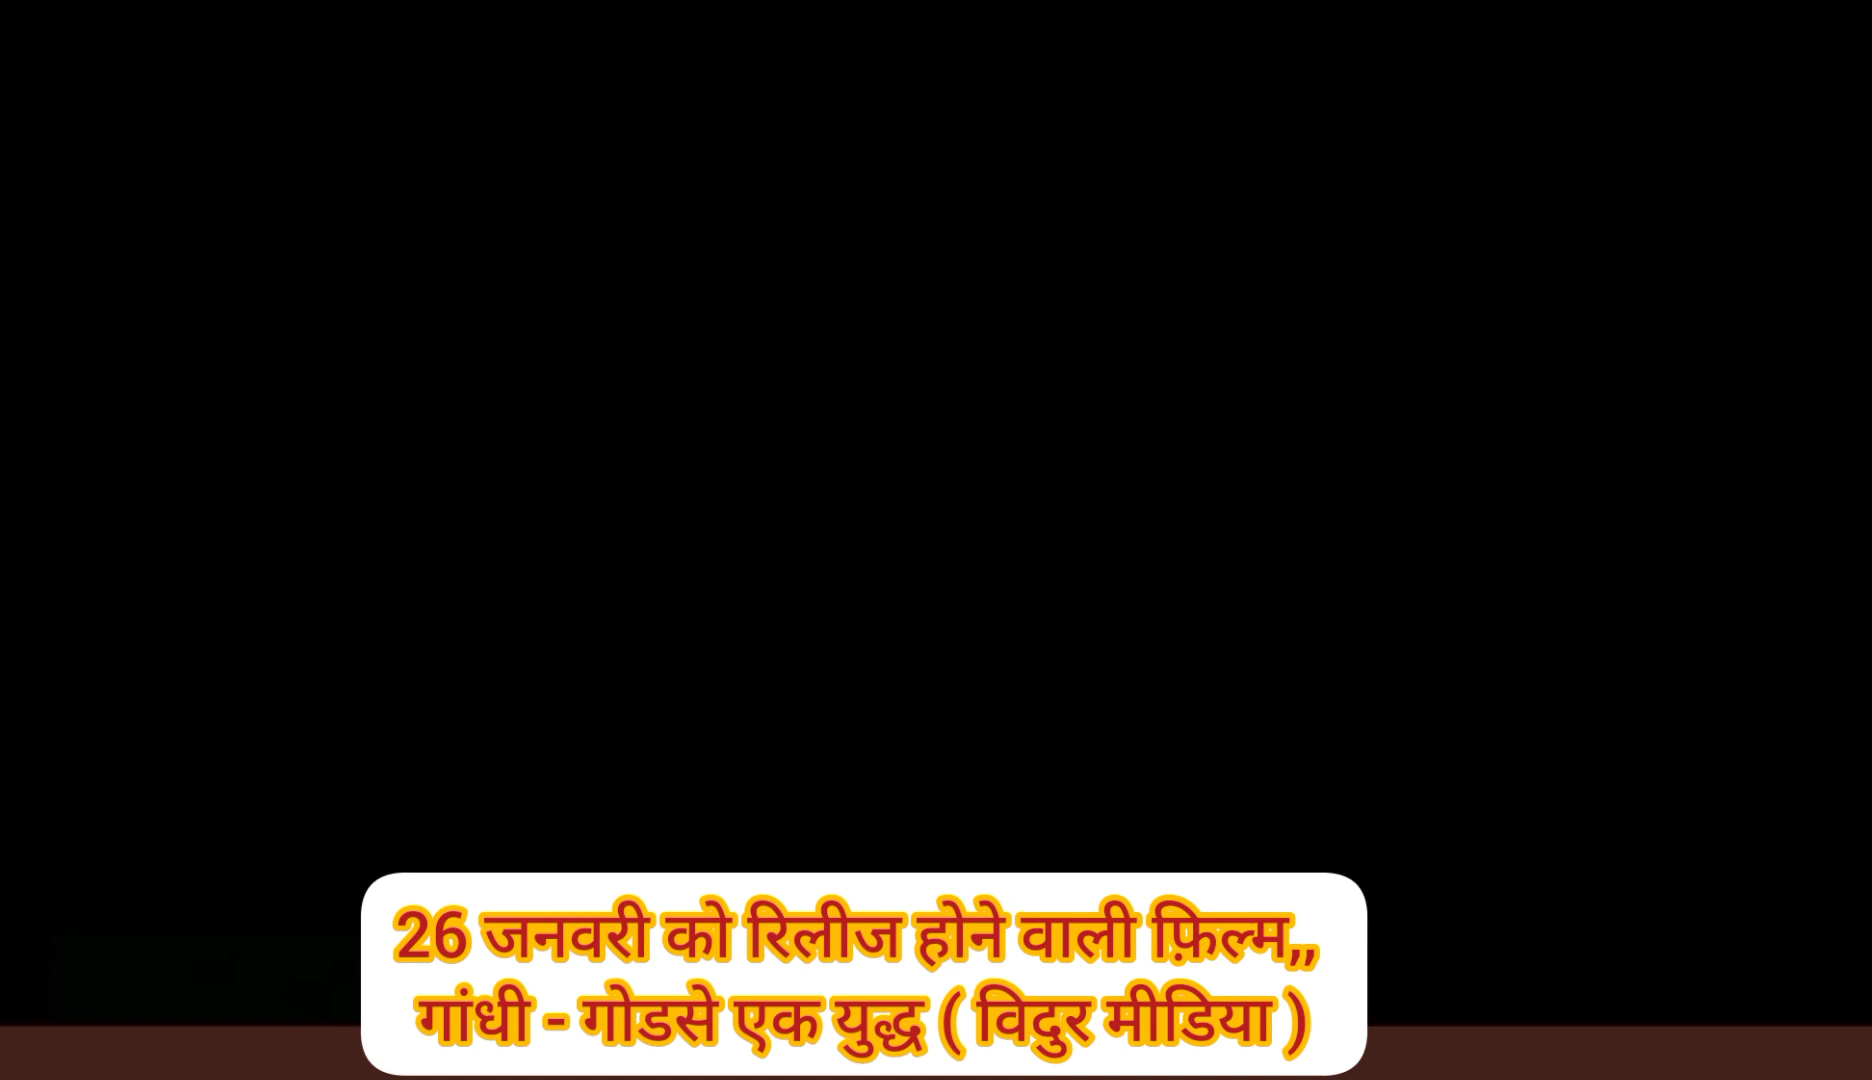 26 जनवरी को रिलीज होने वाली फ़िल्म,,
गांधी - गोडसे एक युद्ध ( विदुर मीडिया )